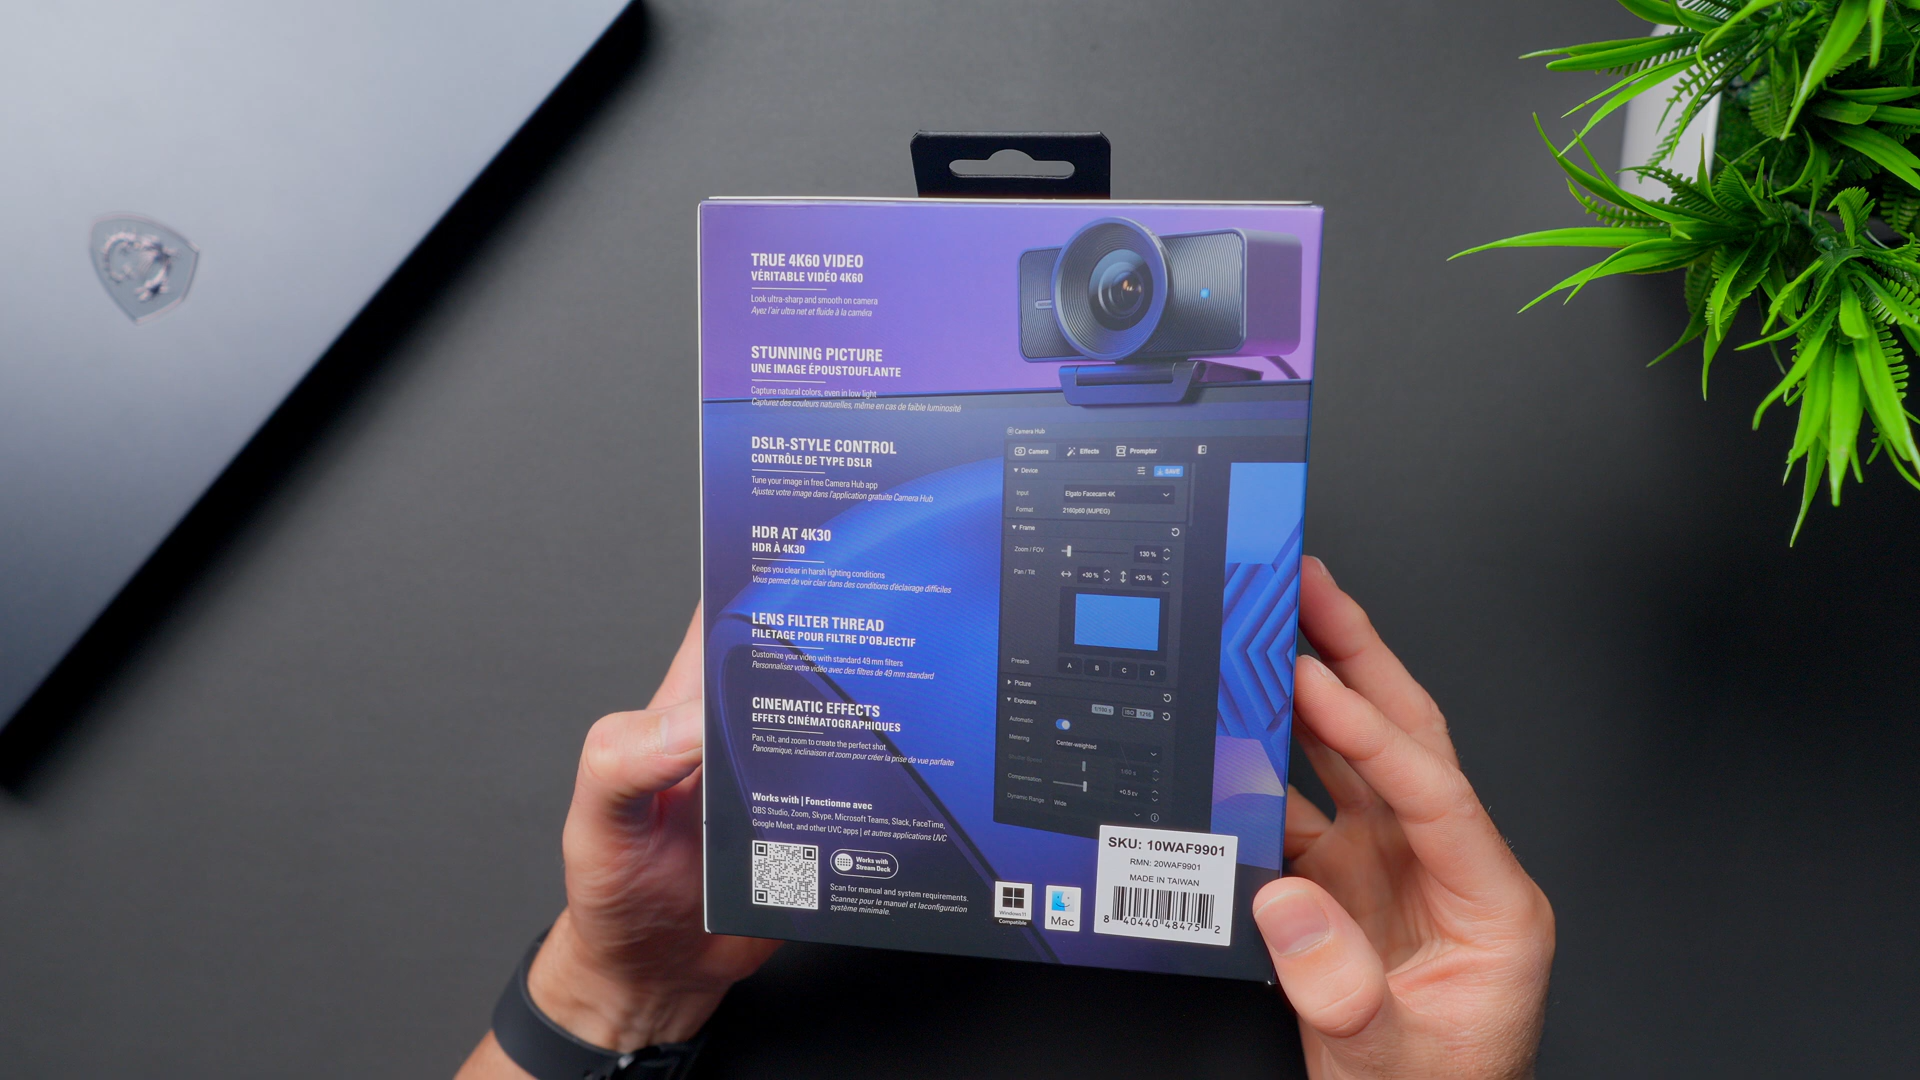 TRUE 4K60 VIDEO
VÉRITABLE VIDÉO 4K60
Look ultra-sharp and smooth on camera
Ayez l'air ultra net et fluide à la caméra
STUNNING PICTURE
UNE IMAGE ÉPOUSTOUFLANTE
Capture natural colors, even in low light
Capturez des couleurs naturelles, même en cas de faible luminosité
DSLR-STYLE CONTROL
CONTRÔLE DE TYPE DSLR
Tune your image in free Camera Hub app
Ajustez votre image dans l'application gratuite Camera Hub
HDR AT 4K30
HDR À 4K30
Keeps you clear in harsh lighting conditions
Vous permet de voir clair dans des conditions d'éclairage difficiles
LENS FILTER THREAD
FILETAGE POUR FILTRE D'OBJECTIF
Customize your video with standard 49 mm filters
Personnalisez votre vidéo avec des filtres de 49 mm standard
CINEMATIC EFFECTS
EFFETS CINÉMATOGRAPHIQUES
Pan, tilt, and zoom to create the perfect shot
Panoramique, inclinaison et zoom pour créer la prise de vue parfaite
Works with | Fonctionne avec
OBS Studio, Zoom, Skype, Microsoft Teams, Slack, FaceTime,
Google Meet, and other UVC apps | et autres applications UVC
Works with
Stream Deck
Scan for manual and system requirements.
Scannez pour le manuel et laconfiguration
système minimale.
Camera Hub
Camera Effects Prompter
Device SAVE
Input Elgato Facecam 4K
Format 2160p60 (MJPEG)
Frame
Zoom / FOV 130 %
Pan / Tilt +30 % +20 %
Presets A B C D
Picture
Exposure ISO
Automatic
Metering Center-weighted
Compensation +0.5 EV
Dynamic Range Wide
Windows 11
Compatible
Mac
SKU: 10WAF9901
RMN: 20WAF9901
MADE IN TAIWAN
8 40440 48475 2